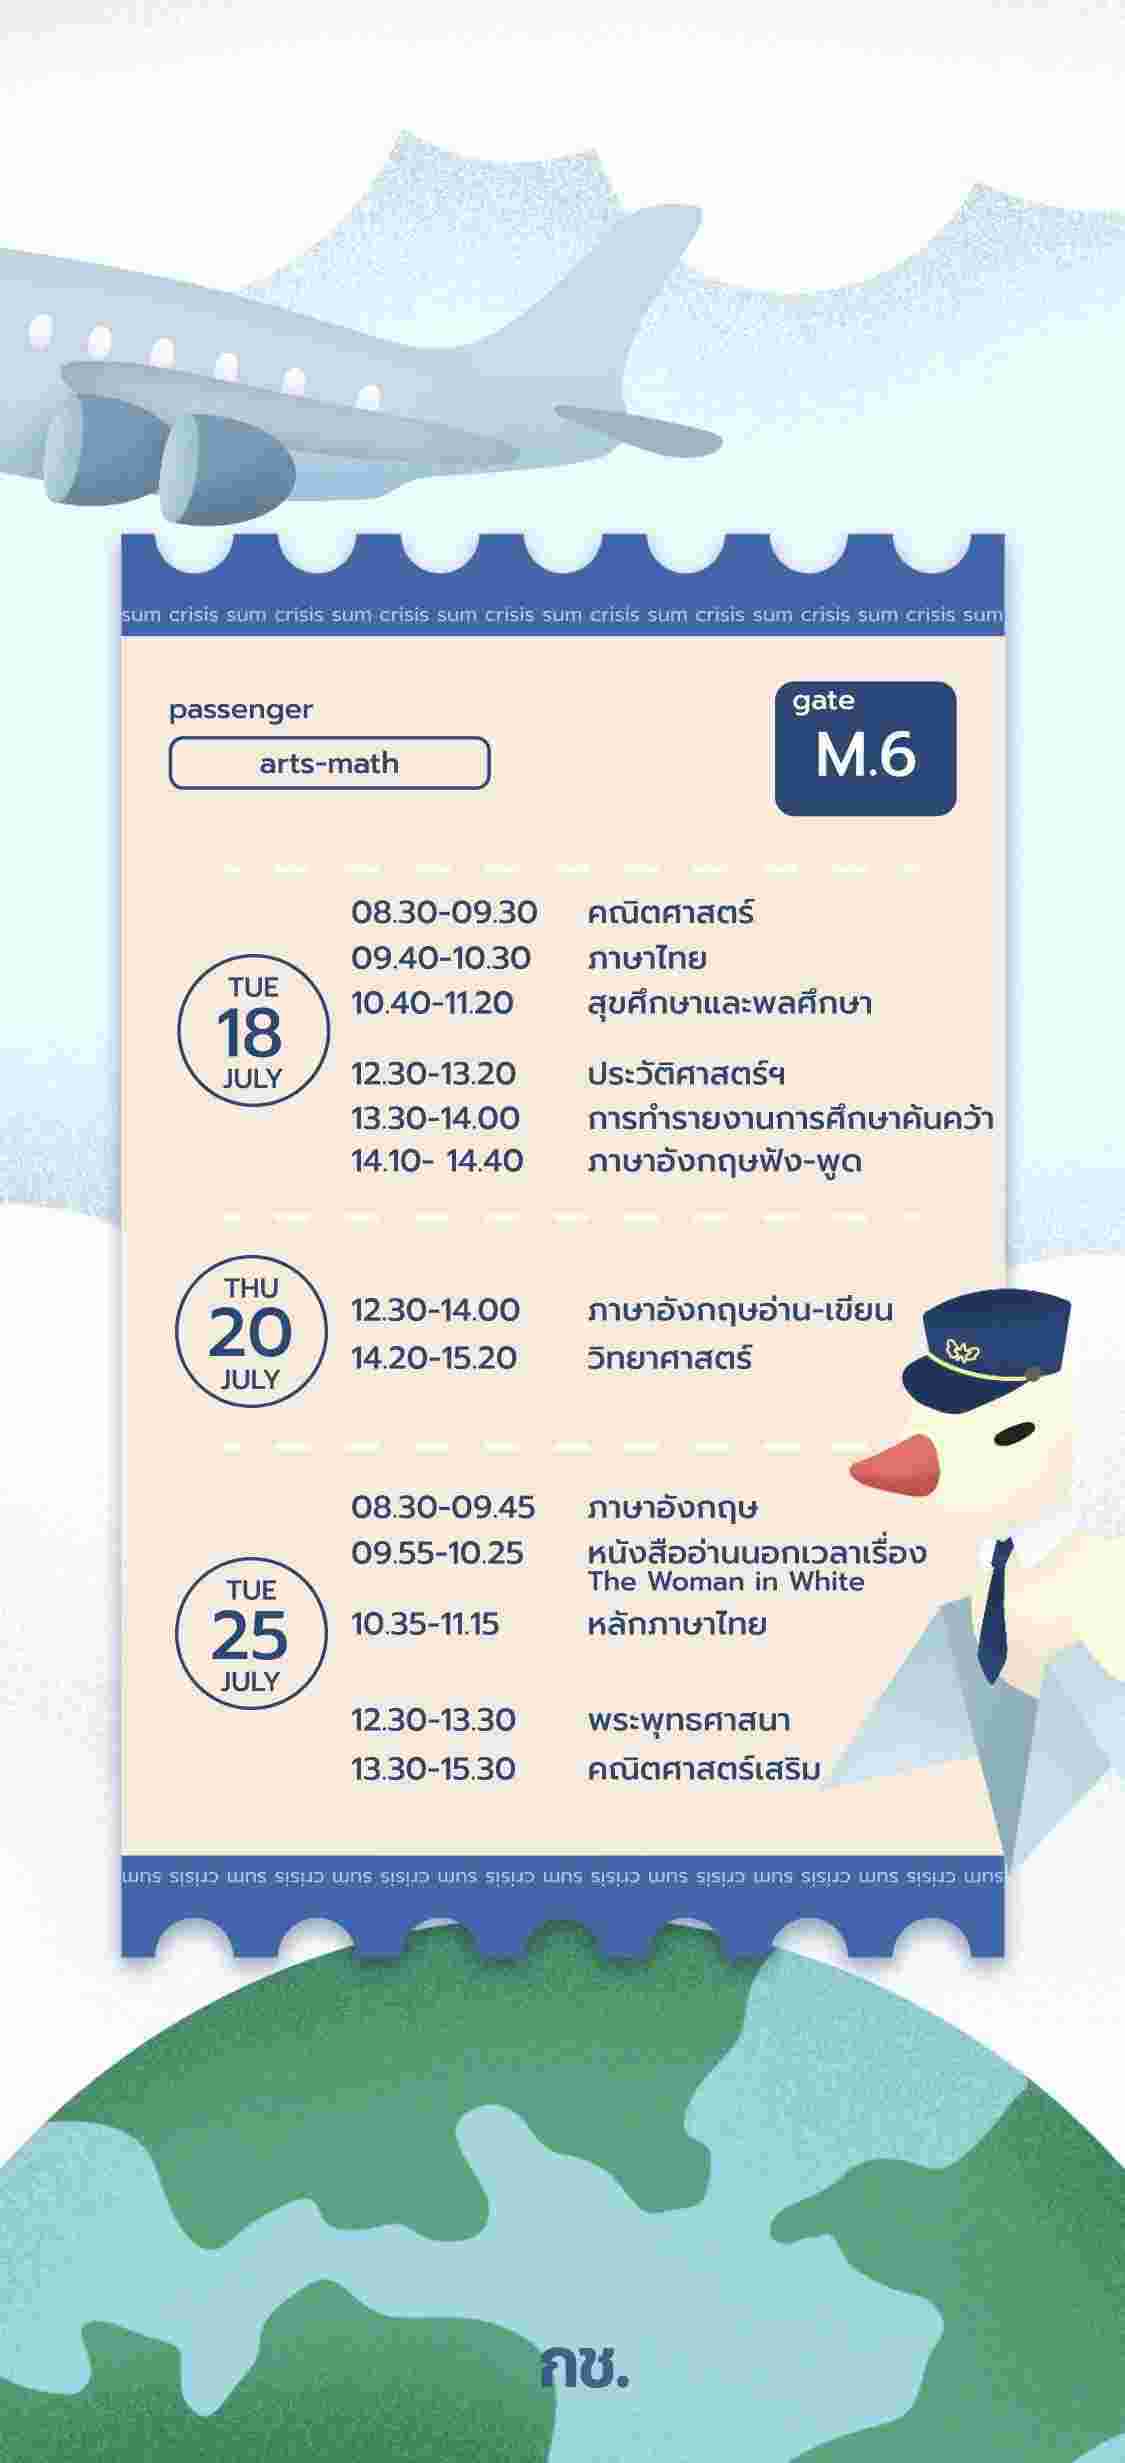 sum crisis sum crisis sum crisis sum crisis sum crisis sum crisis sum crisis sum crisis sum
passenger
arts-math
gate
M.6
TUE
18
JULY
08.30-09.30 คณิตศาสตร์
09.40-10.30 ภาษาไทย
10.40-11.20 สุขศึกษาและพลศึกษา
12.30-13.20 ประวัติศาสตร์ฯ
13.30-14.00 การทำรายงานการศึกษาค้นคว้า
14.10- 14.40 ภาษาอังกฤษฟัง-พูด
THU
20
JULY
12.30-14.00 ภาษาอังกฤษอ่าน-เขียน
14.20-15.20 วิทยาศาสตร์
TUE
25
JULY
08.30-09.45 ภาษาอังกฤษ
09.55-10.25 หนังสืออ่านนอกเวลาเรื่อง
The Woman in White
10.35-11.15 หลักภาษาไทย
12.30-13.30 พระพุทธศาสนา
13.30-15.30 คณิตศาสตร์เสริม
sum crisis sum crisis sum crisis sum crisis sum crisis sum crisis sum crisis sum crisis sum
กช.